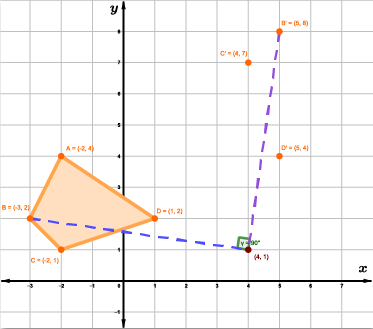 y
8
B' = (5, 8)
C' = (4, 7)
7
6
5
A = (-2, 4)
4
D' = (5, 4)
3
B = (-3, 2)
2
D = (1, 2)
γ = 90°
1
(4, 1)
C = (-2, 1)
x
-3 -2 -1 0 1 2 3 4 5 6 7
-1